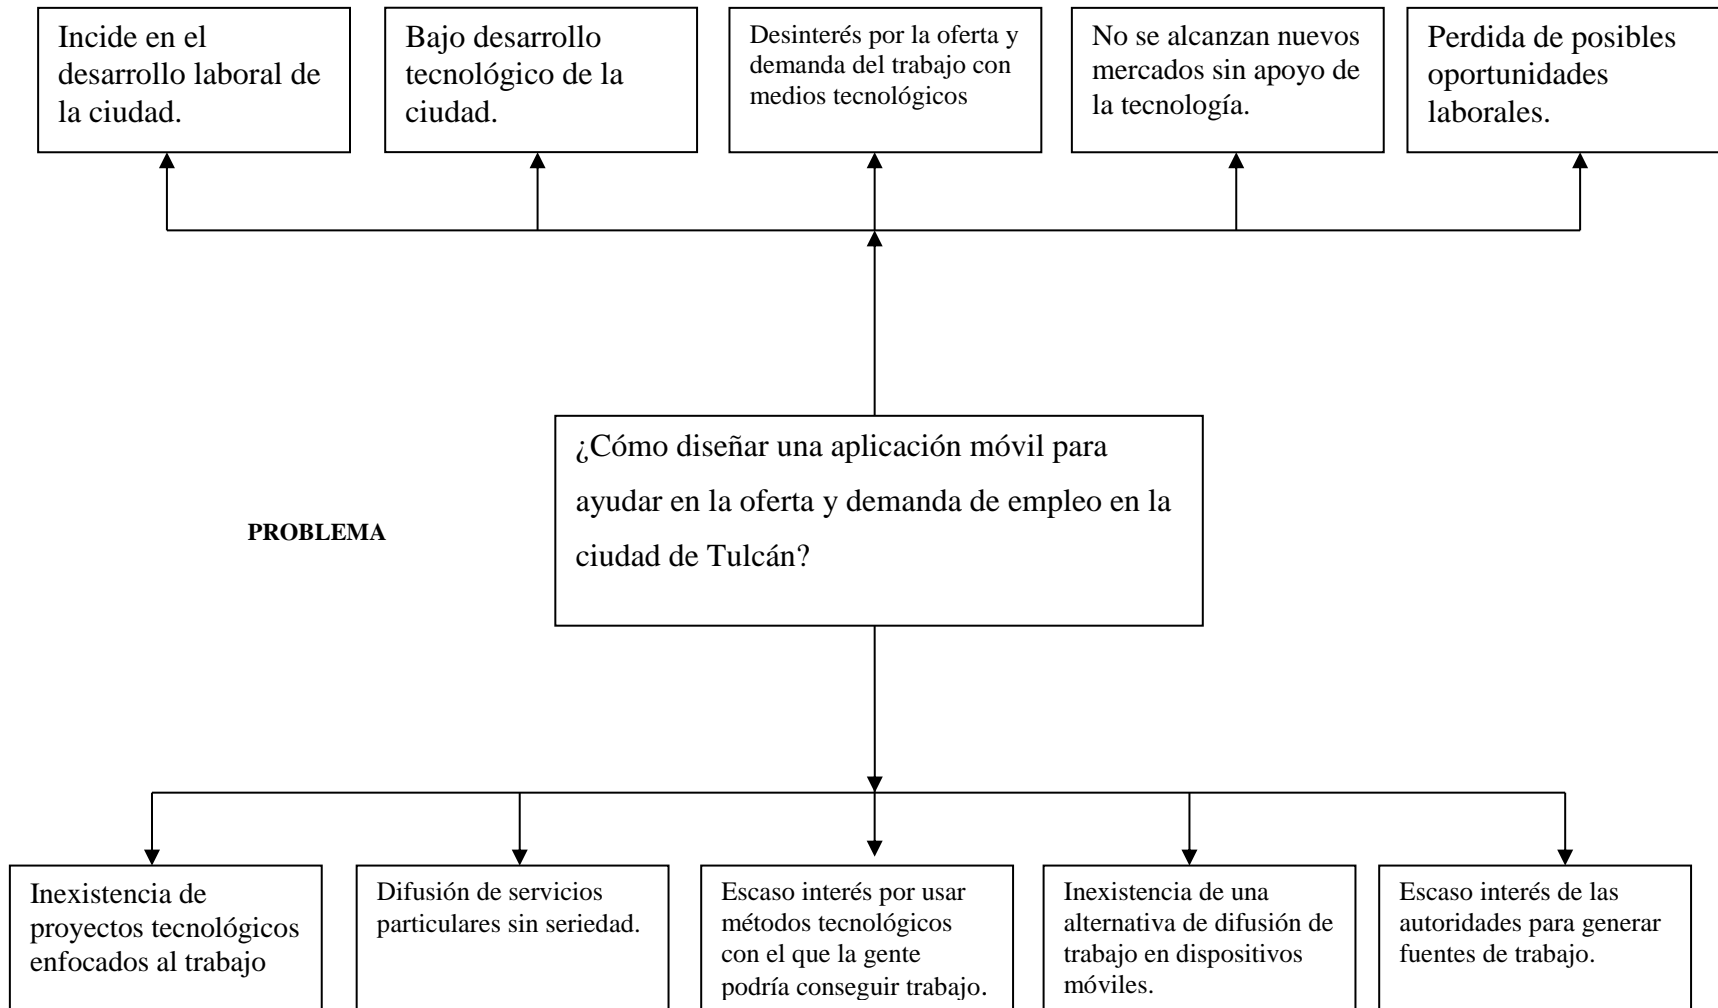 Incide en el
desarrollo laboral de
la ciudad.
Bajo desarrollo
tecnológico de la
ciudad.
Desinterés por la oferta y
demanda del trabajo con
medios tecnológicos
No se alcanzan nuevos
mercados sin apoyo de
la tecnología.
Perdida de posibles
oportunidades
laborales.
¿Cómo diseñar una aplicación móvil para
ayudar en la oferta y demanda de empleo en la
ciudad de Tulcán?
PROBLEMA
Inexistencia de
proyectos tecnológicos
enfocados al trabajo
Difusión de servicios
particulares sin seriedad.
Escaso interés por usar
métodos tecnológicos
con el que la gente
podría conseguir trabajo.
Inexistencia de una
alternativa de difusión de
trabajo en dispositivos
móviles.
Escaso interés de las
autoridades para generar
fuentes de trabajo.